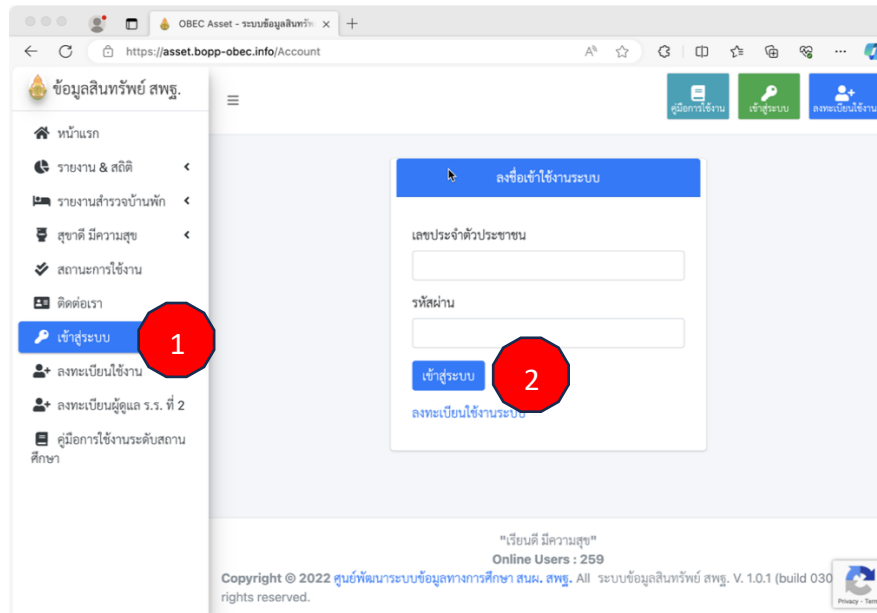 OBEC Asset - ระบบข้อมูลสินทรัพ
https://asset.bopp-obec.info/Account
ข้อมูลสินทรัพย์ สพฐ.
คู่มือการใช้งาน
เข้าสู่ระบบ
ลงทะเบียนใช้งาน
หน้าแรก
รายงาน & สถิติ
รายงานสำรวจบ้านพัก
สุขาดี มีความสุข
สถานะการใช้งาน
ติดต่อเรา
เข้าสู่ระบบ
1
ลงทะเบียนใช้งาน
ลงทะเบียนผู้ดูแล ร.ร. ที่ 2
คู่มือการใช้งานระดับสถาน
ศึกษา
ลงชื่อเข้าใช้งานระบบ
เลขประจำตัวประชาชน
รหัสผ่าน
เข้าสู่ระบบ
2
ลงทะเบียนใช้งานระบบ
"เรียนดี มีความสุข"
Online Users : 259
Copyright © 2022 ศูนย์พัฒนาระบบข้อมูลทางการศึกษา สนผ. สพฐ. All ระบบข้อมูลสินทรัพย์ สพฐ. V. 1.0.1 (build 030
rights reserved.
Privacy - Term